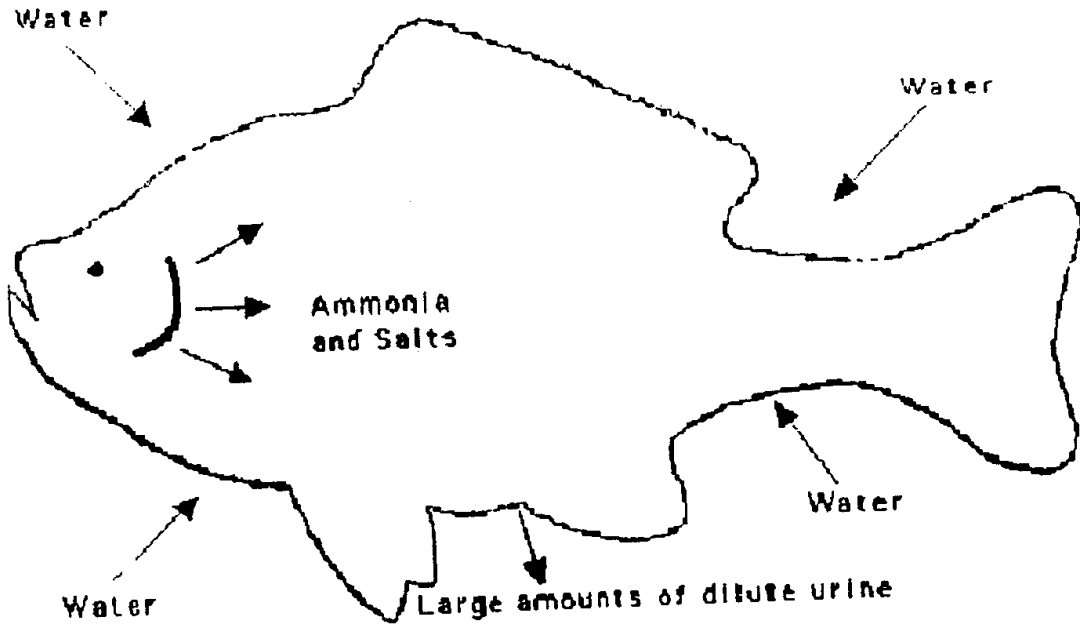 Water
Water
Ammonia
and Salts
Water
Water
Large amounts of dilute urine